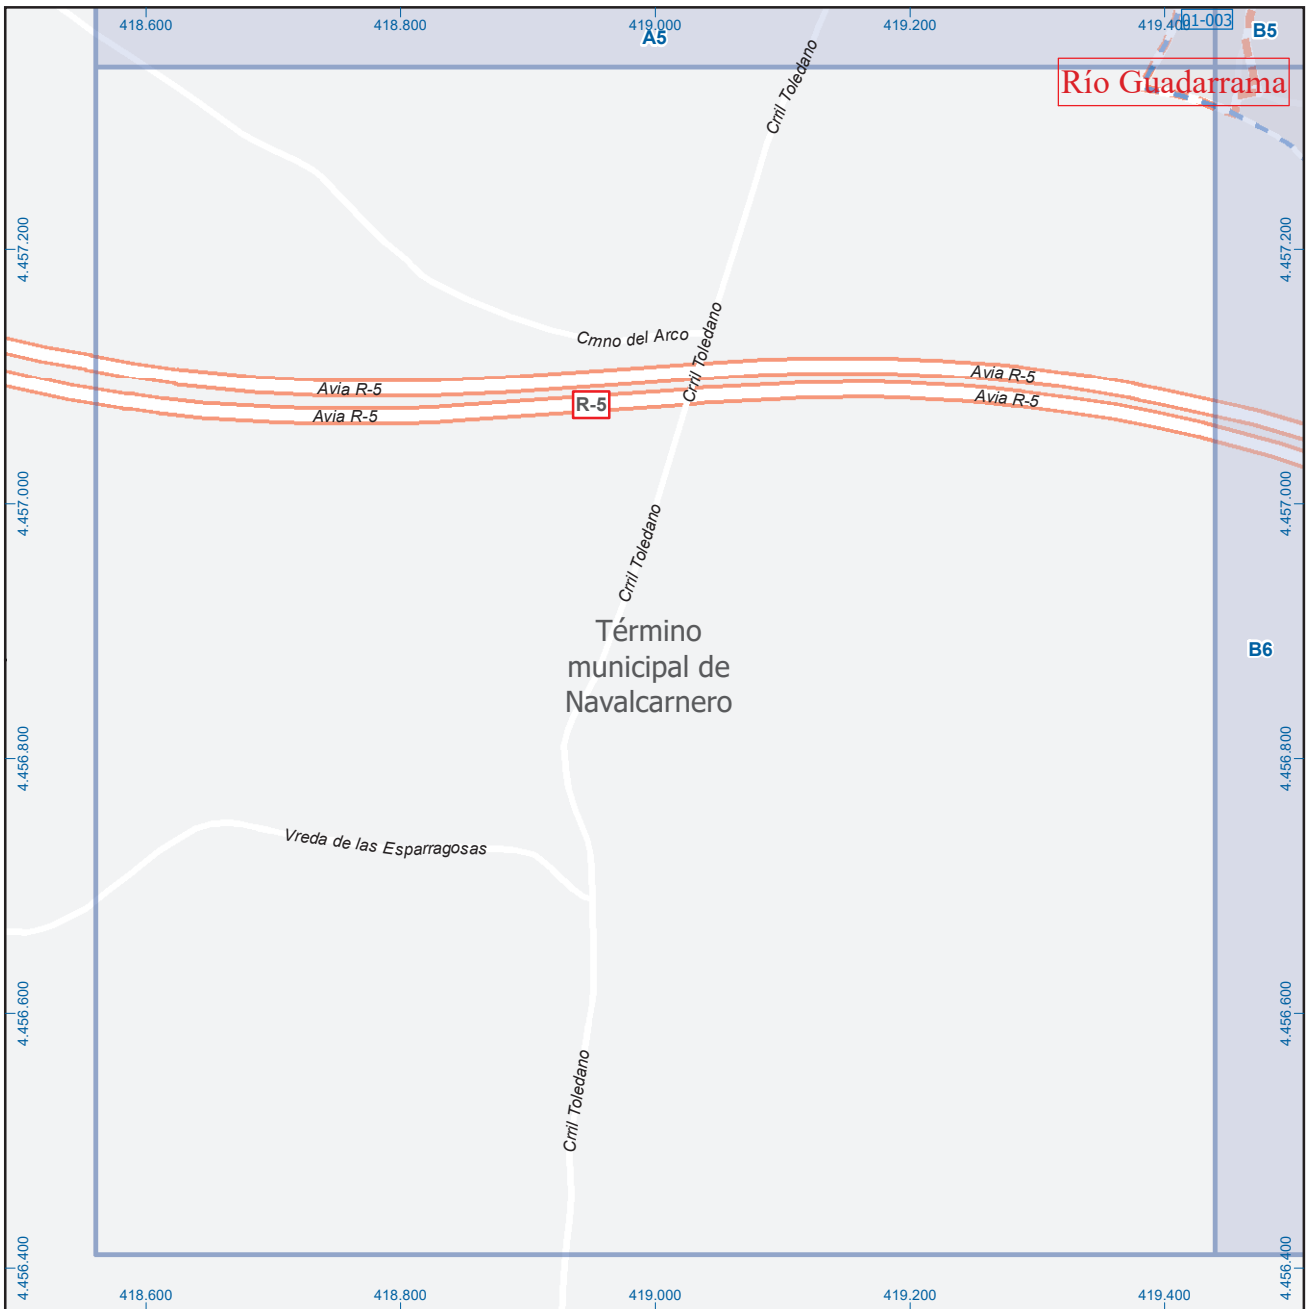 418.600
418.800
419.000
419.200
419.400
01-003
A5
B5
Río Guadarrama
Crril Toledano
4.457.200
4.457.200
Cmno del Arco
Crril Toledano
Avia R-5
Avia R-5
R-5
Avia R-5
Avia R-5
4.457.000
4.457.000
Crril Toledano
Término
municipal de
Navalcarnero
B6
4.456.800
4.456.800
Vreda de las Esparragosas
4.456.600
4.456.600
Crril Toledano
4.456.400
4.456.400
418.600
418.800
419.000
419.200
419.400